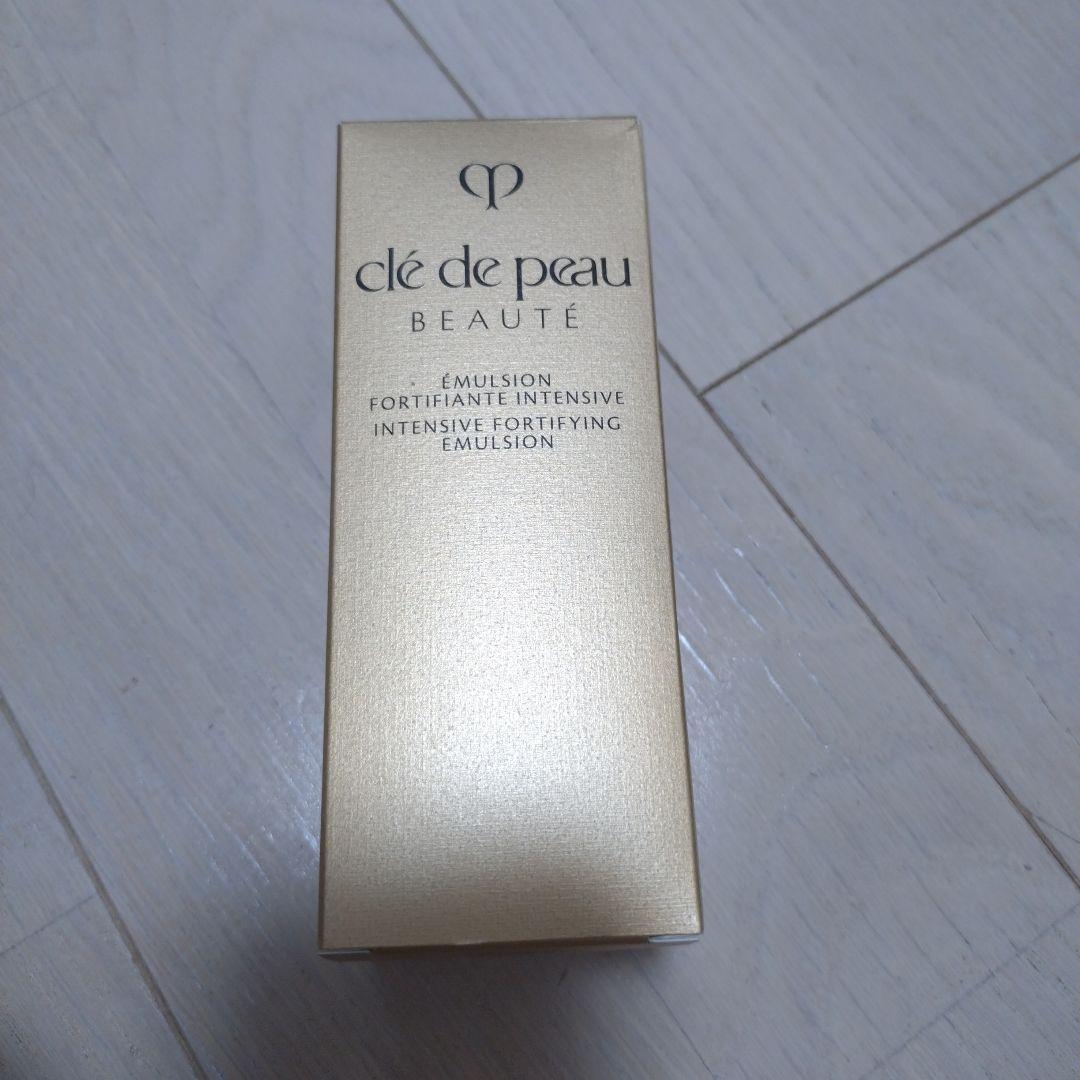 clé de peau
BEAUTÉ
ÉMULSION
FORTIFIANTE INTENSIVE
INTENSIVE FORTIFYING
EMULSION